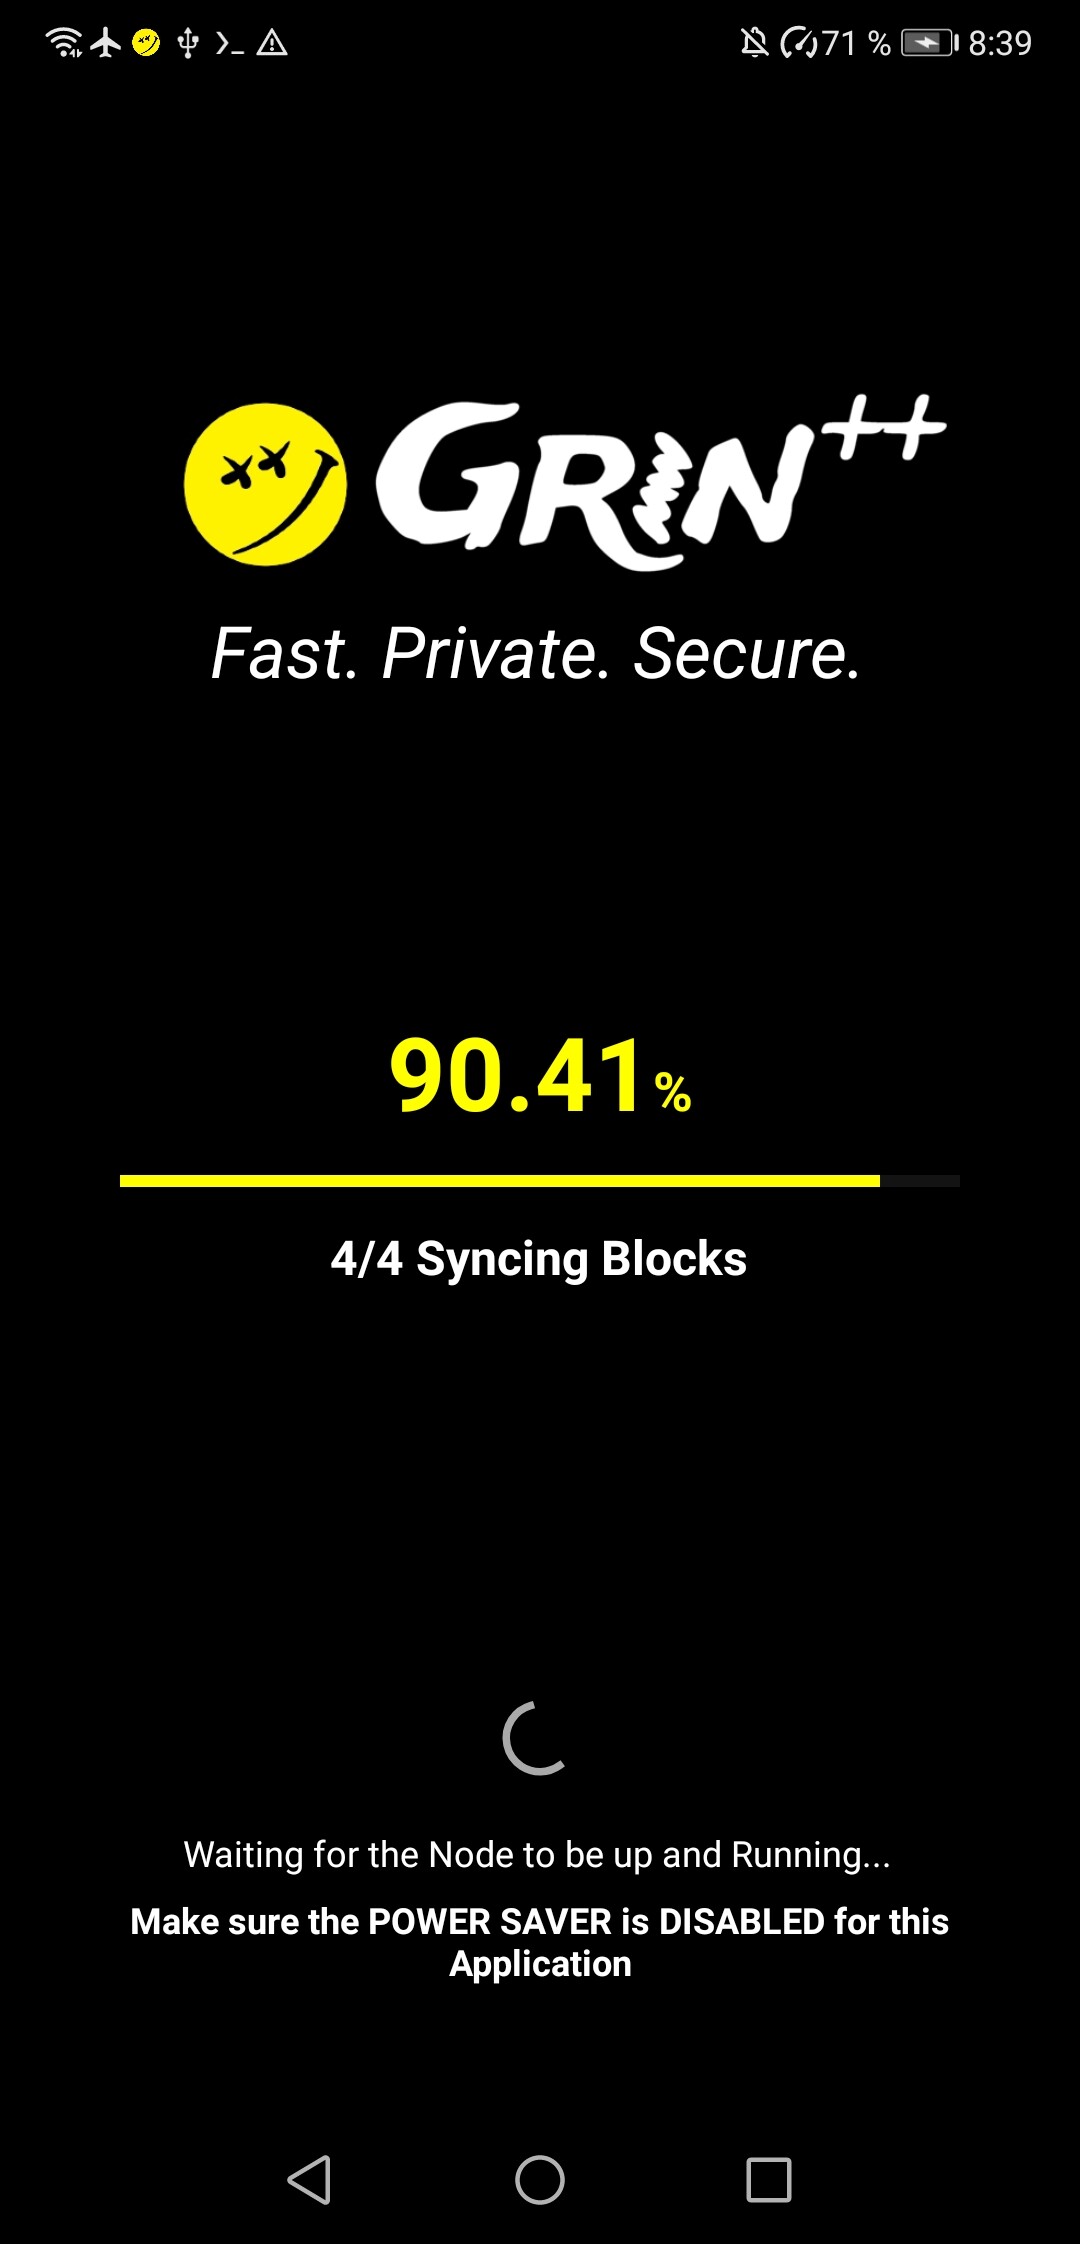 71 % 8:39
GRIN++
Fast. Private. Secure.
90.41%
4/4 Syncing Blocks
Waiting for the Node to be up and Running...
Make sure the POWER SAVER is DISABLED for this
Application